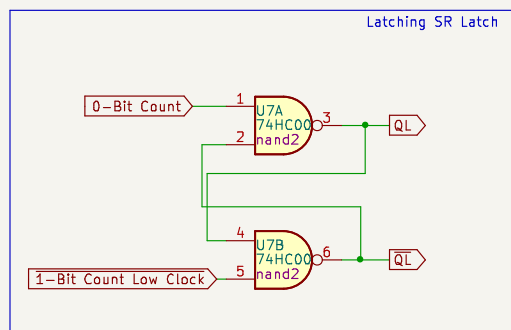 Latching SR Latch
0-Bit Count
1
2
U7A
74HC00
nand2
3
QL
4
5
U7B
74HC00
nand2
6
QL
1-Bit Count Low Clock